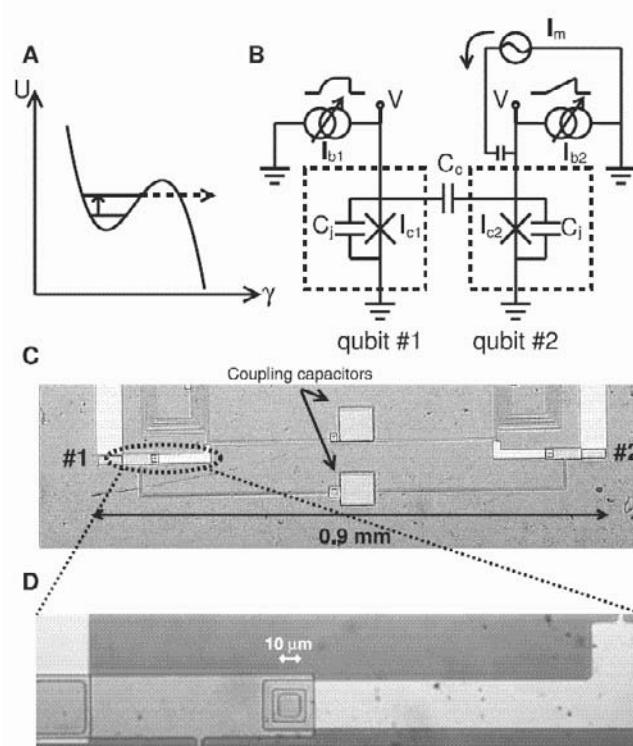 A
U
γ
B
I_m
V
V
I_b1
I_b2
C_c
C_j
I_c1
I_c2
C_j
qubit #1
qubit #2
C
Coupling capacitors
#1
#2
0.9 mm
D
10 μm